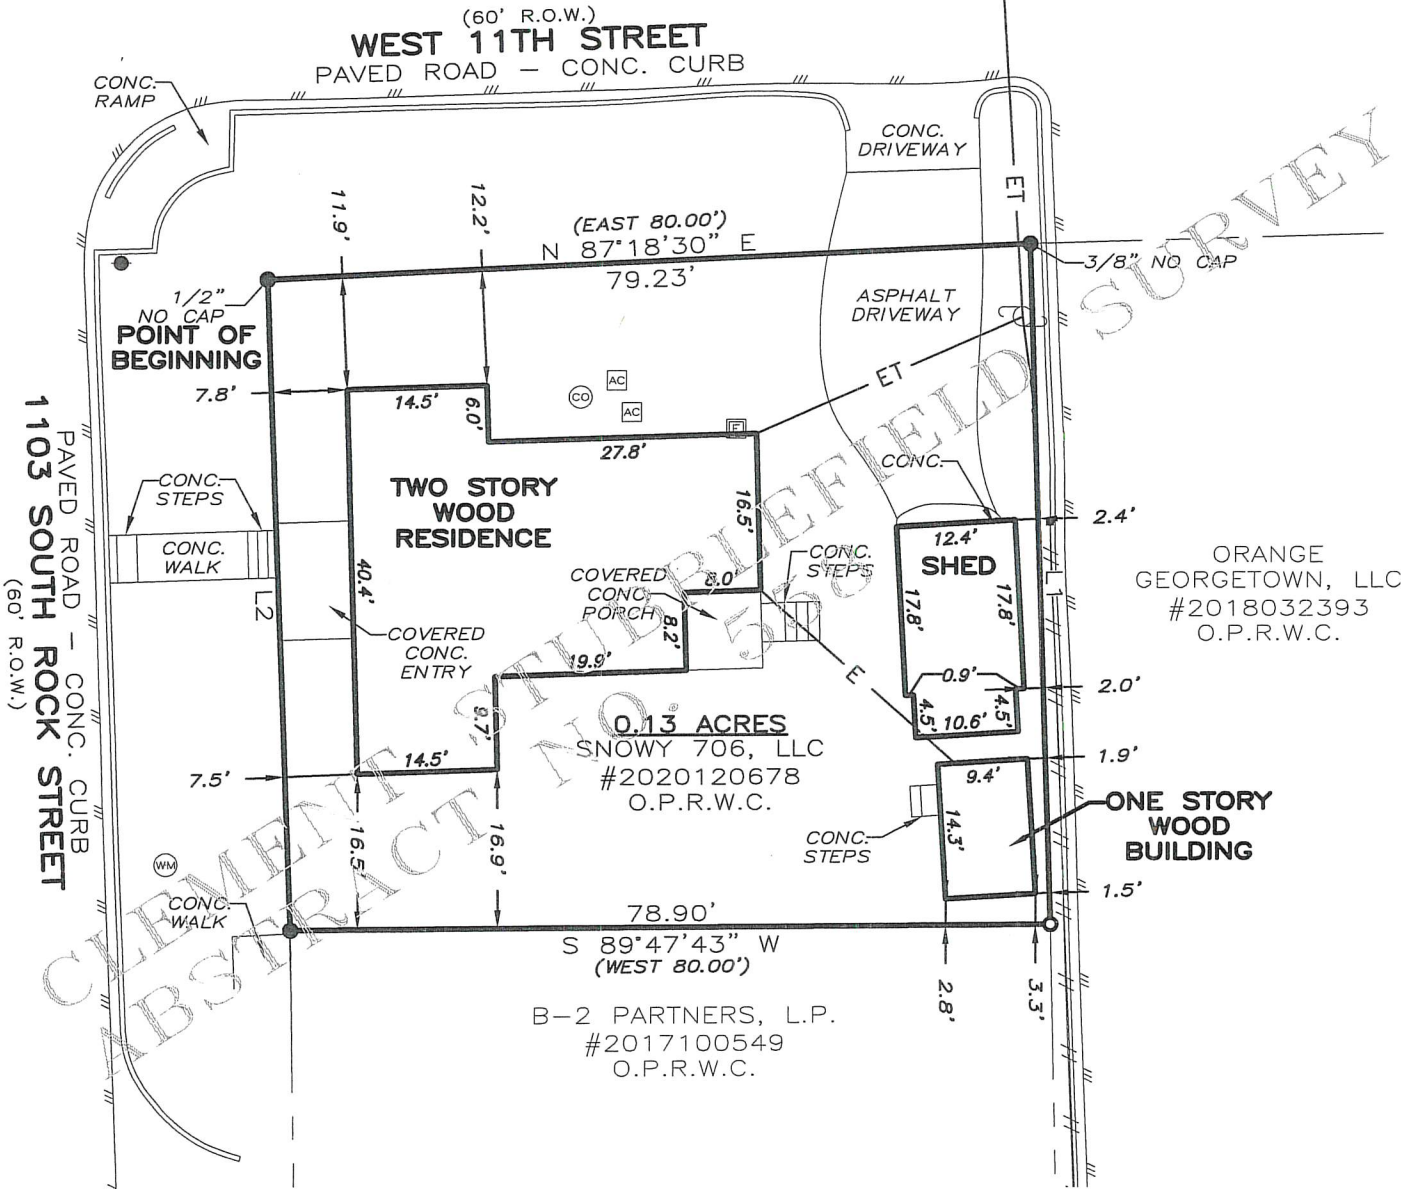 (60' R.O.W.)
WEST 11TH STREET
PAVED ROAD – CONC. CURB
CONC.
RAMP
CONC.
DRIVEWAY
ET
11.9'
12.2'
(EAST 80.00')
N 87°18'30" E
79.23'
3/8" NO CAP
1/2"
NO CAP
POINT OF
BEGINNING
ASPHALT
DRIVEWAY
ET
7.8'
14.5'
6.0'
CO
AC
AC
E
27.8'
PAVED ROAD – CONC. CURB
1103 SOUTH ROCK STREET
(60' R.O.W.)
CONC.
STEPS
CONC.
WALK
L2
TWO STORY
WOOD
RESIDENCE
16.5'
CONC.
2.4'
12.4'
SHED
17.8'
17.8'
L1
ORANGE
GEORGETOWN, LLC
#2018032393
O.P.R.W.C.
40.4'
COVERED
CONC.
ENTRY
COVERED
CONC.
PORCH
8.0'
8.2'
CONC.
STEPS
19.9'
9.7'
E
0.9'
2.0'
4.5'
10.6'
4.5'
0.13 ACRES
SNOWY 706, LLC
#2020120678
O.P.R.W.C.
7.5'
14.5'
16.5'
16.9'
1.9'
9.4'
14.3'
CONC.
STEPS
ONE STORY
WOOD
BUILDING
1.5'
WM
CONC.
WALK
78.90'
S 89°47'43" W
(WEST 80.00')
2.8'
3.3'
B–2 PARTNERS, L.P.
#2017100549
O.P.R.W.C.
CLEMENT STUBBLEFIELD SURVEY
ABSTRACT NO.